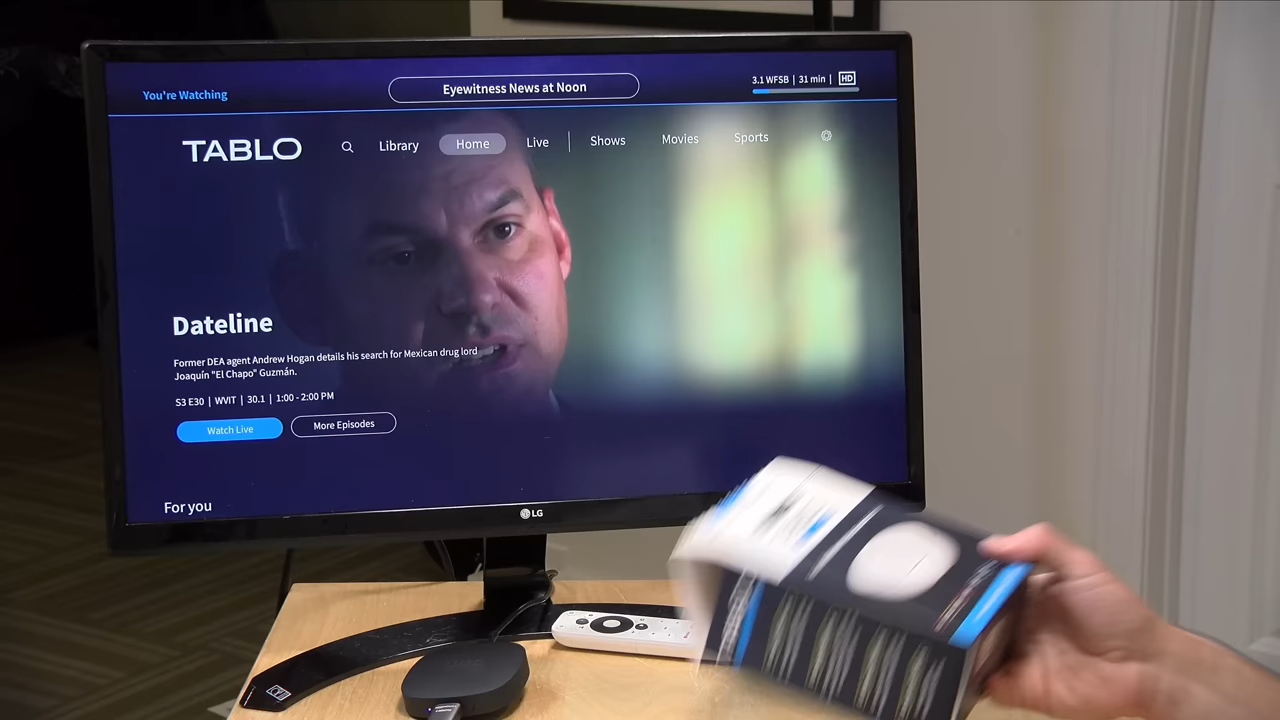 You're Watching
Eyewitness News at Noon
3.1 WFSB | 31 min | HD
TABLO
Library
Home
Live
Shows
Movies
Sports
Dateline
Former DEA agent Andrew Hogan details his search for Mexican drug lord
Joaquín "El Chapo" Guzmán.
S3 E30 | WVIT | 30.1 | 1:00 - 2:00 PM
Watch Live
More Episodes
For you
LG